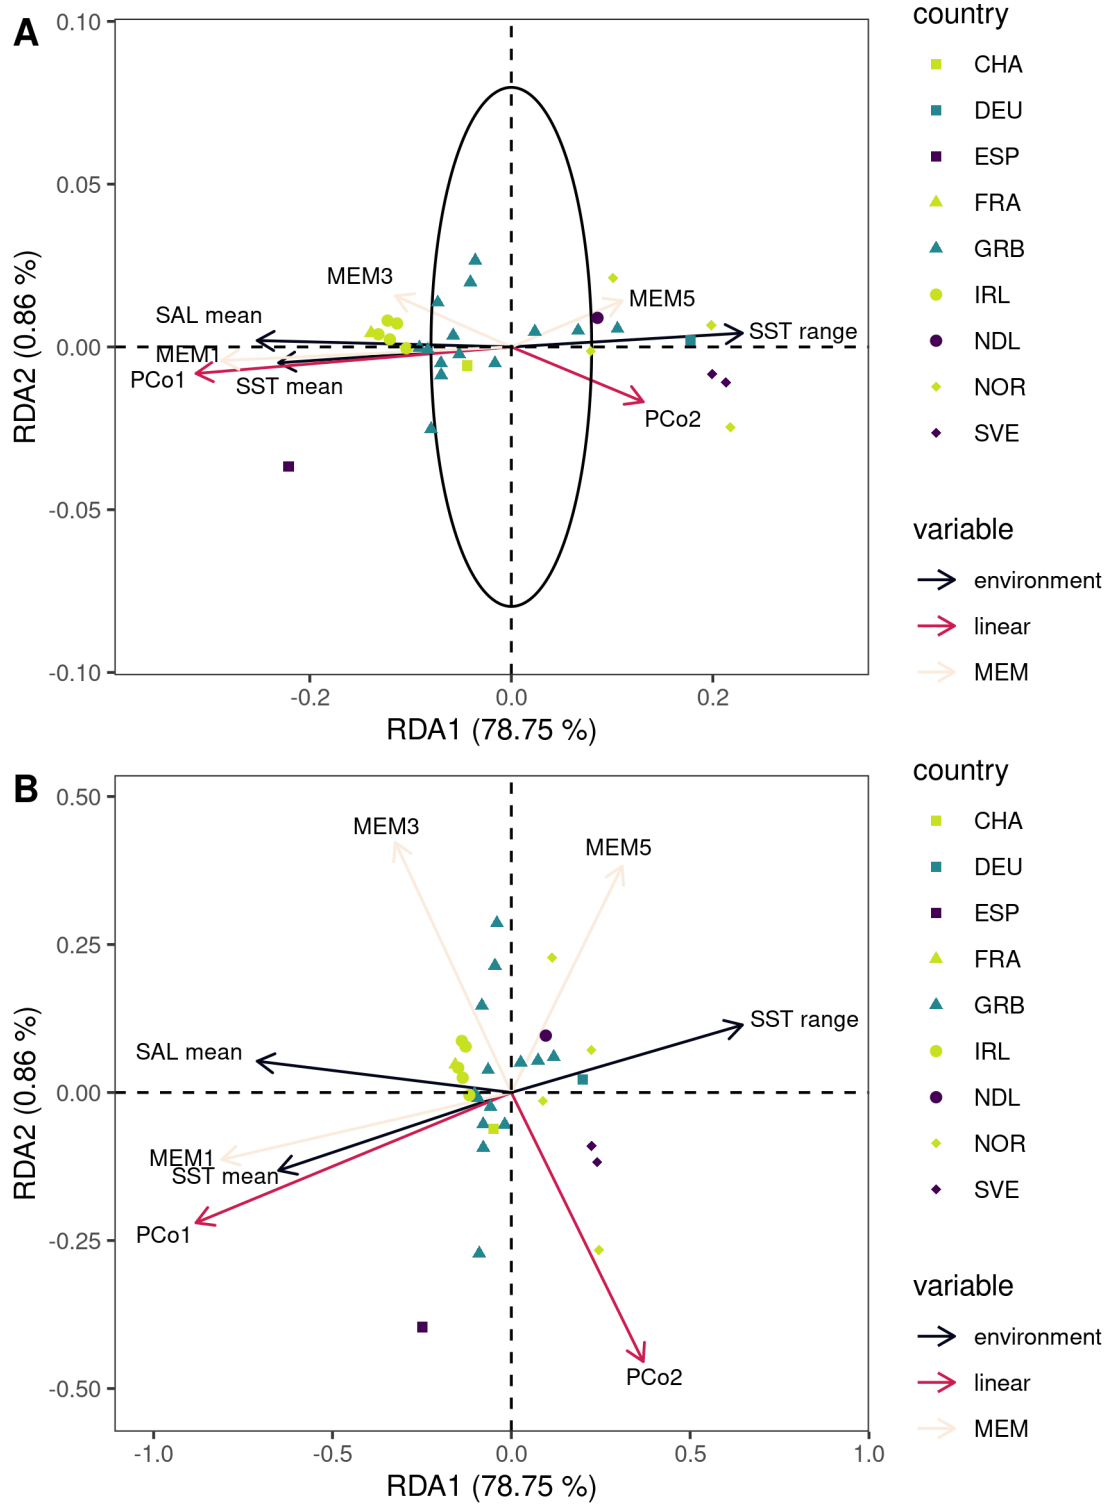 A
0.10
0.05
0.00
-0.05
-0.10
RDA2 (0.86 %)
MEM3
MEM5
SAL mean
SST range
MEM1
PCo1
SST mean
PCo2
-0.2
0.0
0.2
RDA1 (78.75 %)
country
CHA
DEU
ESP
FRA
GRB
IRL
NDL
NOR
SVE
variable
environment
linear
MEM
B
0.50
0.25
0.00
-0.25
-0.50
RDA2 (0.86 %)
MEM3
MEM5
SST range
SAL mean
MEM1
SST mean
PCo1
PCo2
-1.0
-0.5
0.0
0.5
1.0
RDA1 (78.75 %)
country
CHA
DEU
ESP
FRA
GRB
IRL
NDL
NOR
SVE
variable
environment
linear
MEM